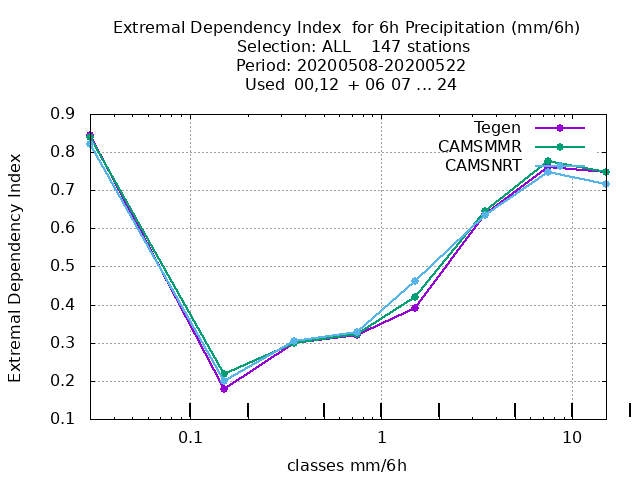 Extremal Dependency Index  for 6h Precipitation (mm/6h)
Selection: ALL    147 stations
Period: 20200508-20200522
Used  00,12  + 06 07 ... 24
Tegen
CAMSMMR
CAMSNRT
Extremal Dependency Index
0.9
0.8
0.7
0.6
0.5
0.4
0.3
0.2
0.1
0.1
1
10
classes mm/6h